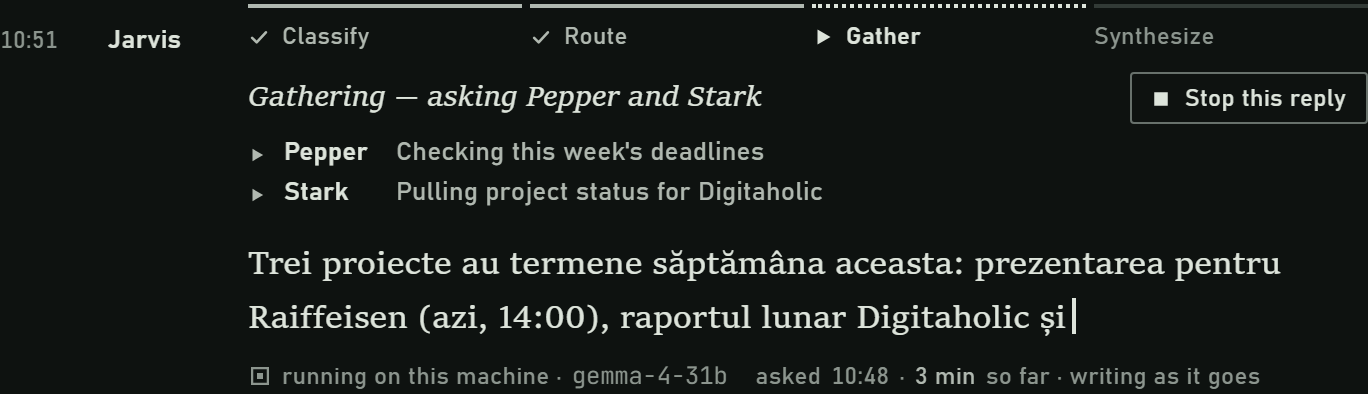 10:51 Jarvis ✓ Classify ✓ Route ▶ Gather Synthesize
Gathering — asking Pepper and Stark
■ Stop this reply
▶ Pepper Checking this week's deadlines
▶ Stark Pulling project status for Digitaholic
Trei proiecte au termene săptămâna aceasta: prezentarea pentru
Raiffeisen (azi, 14:00), raportul lunar Digitaholic și
running on this machine · gemma-4-31b asked 10:48 · 3 min so far · writing as it goes